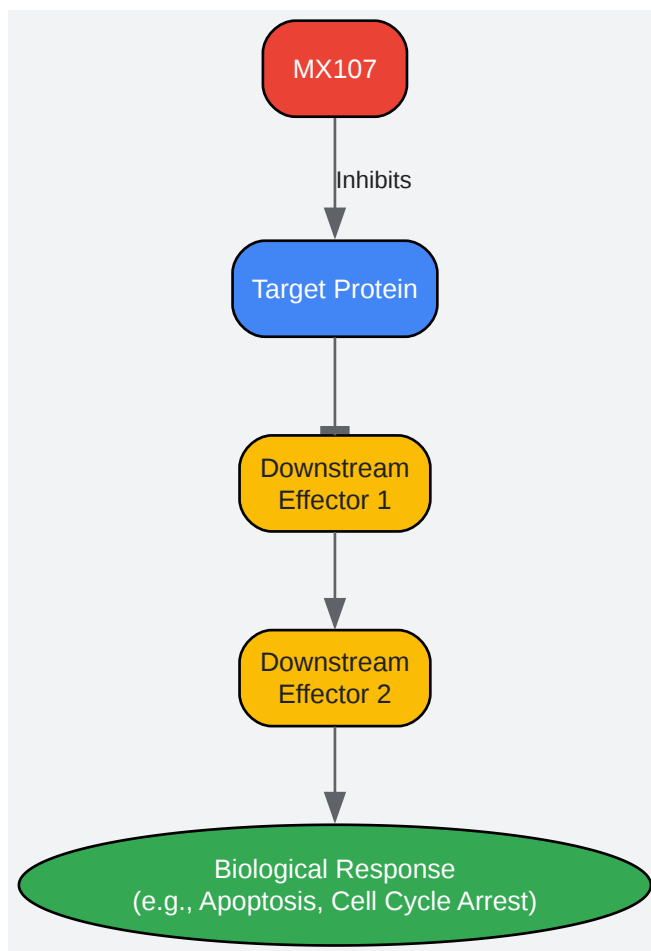 MX107
Inhibits
Target Protein
Downstream
Effector 1
Downstream
Effector 2
Biological Response
(e.g., Apoptosis, Cell Cycle Arrest)